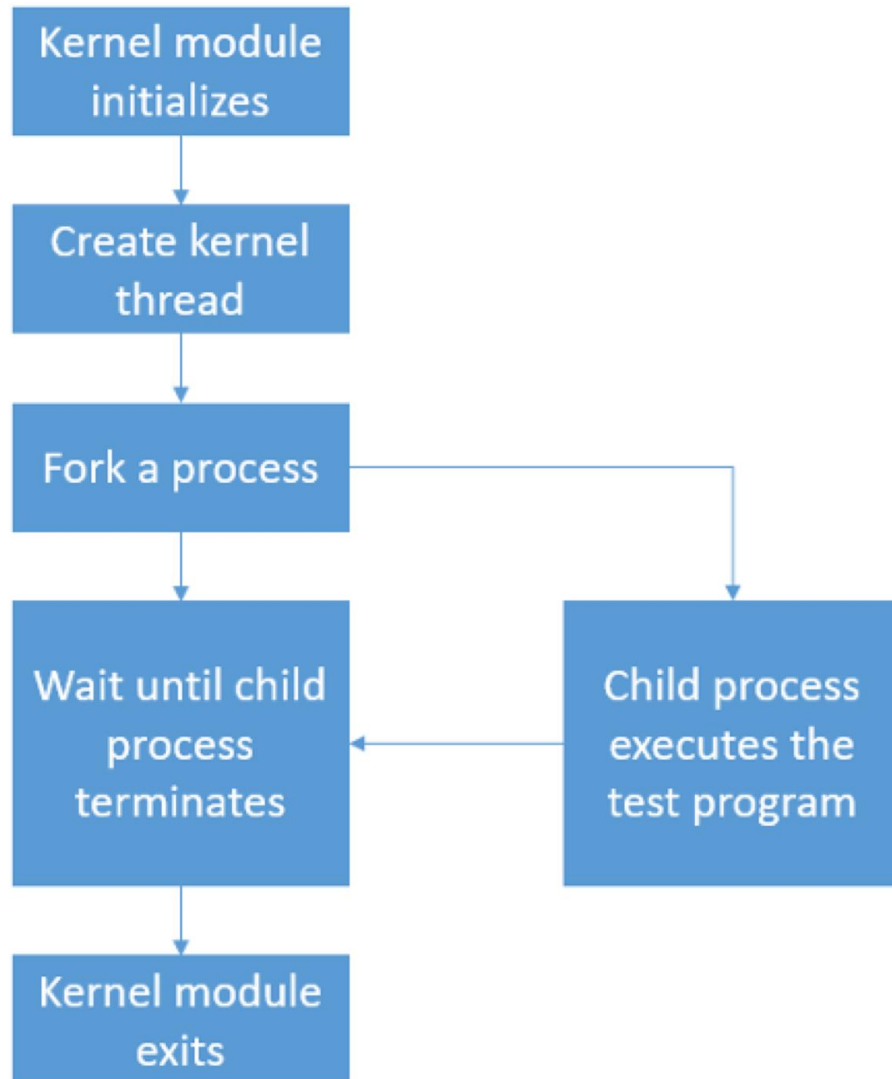 Kernel module
initializes
Create kernel
thread
Fork a process
Wait until child
process
terminates
Child process
executes the
test program
Kernel module
exits